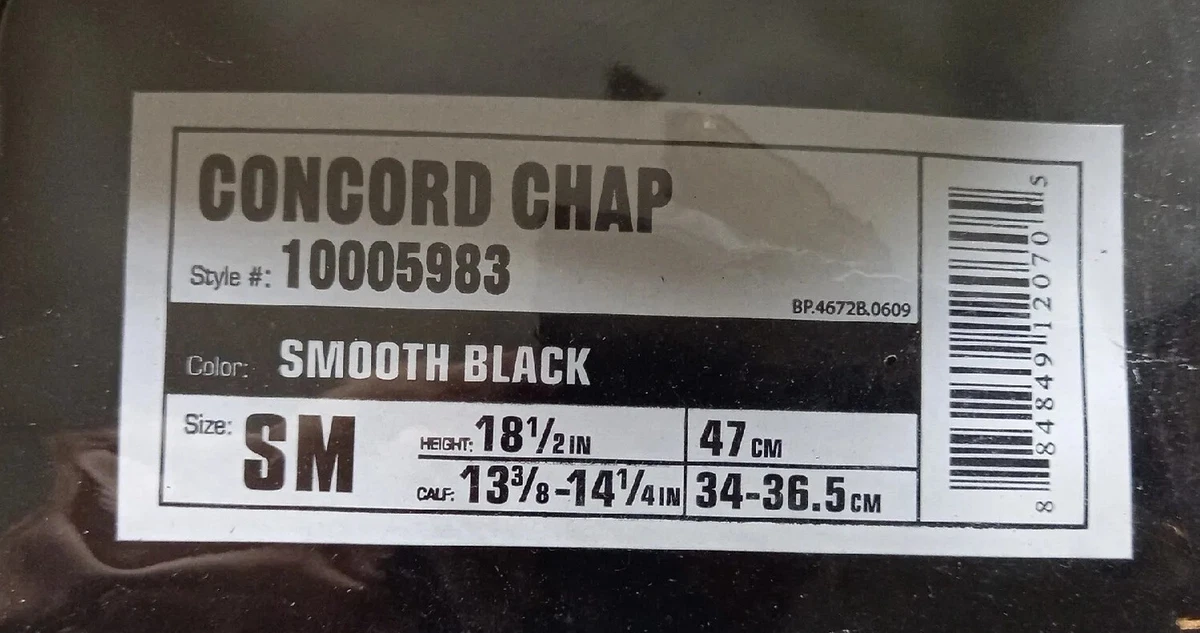 CONCORD CHAP
Style #: 10005983
BP.4672B.0609
Color: SMOOTH BLACK
Size: SM
HEIGHT: 18 1/2 IN 47 CM
CALF: 13 3/8 - 14 1/4 IN 34-36.5 CM
8 84849 12070 5